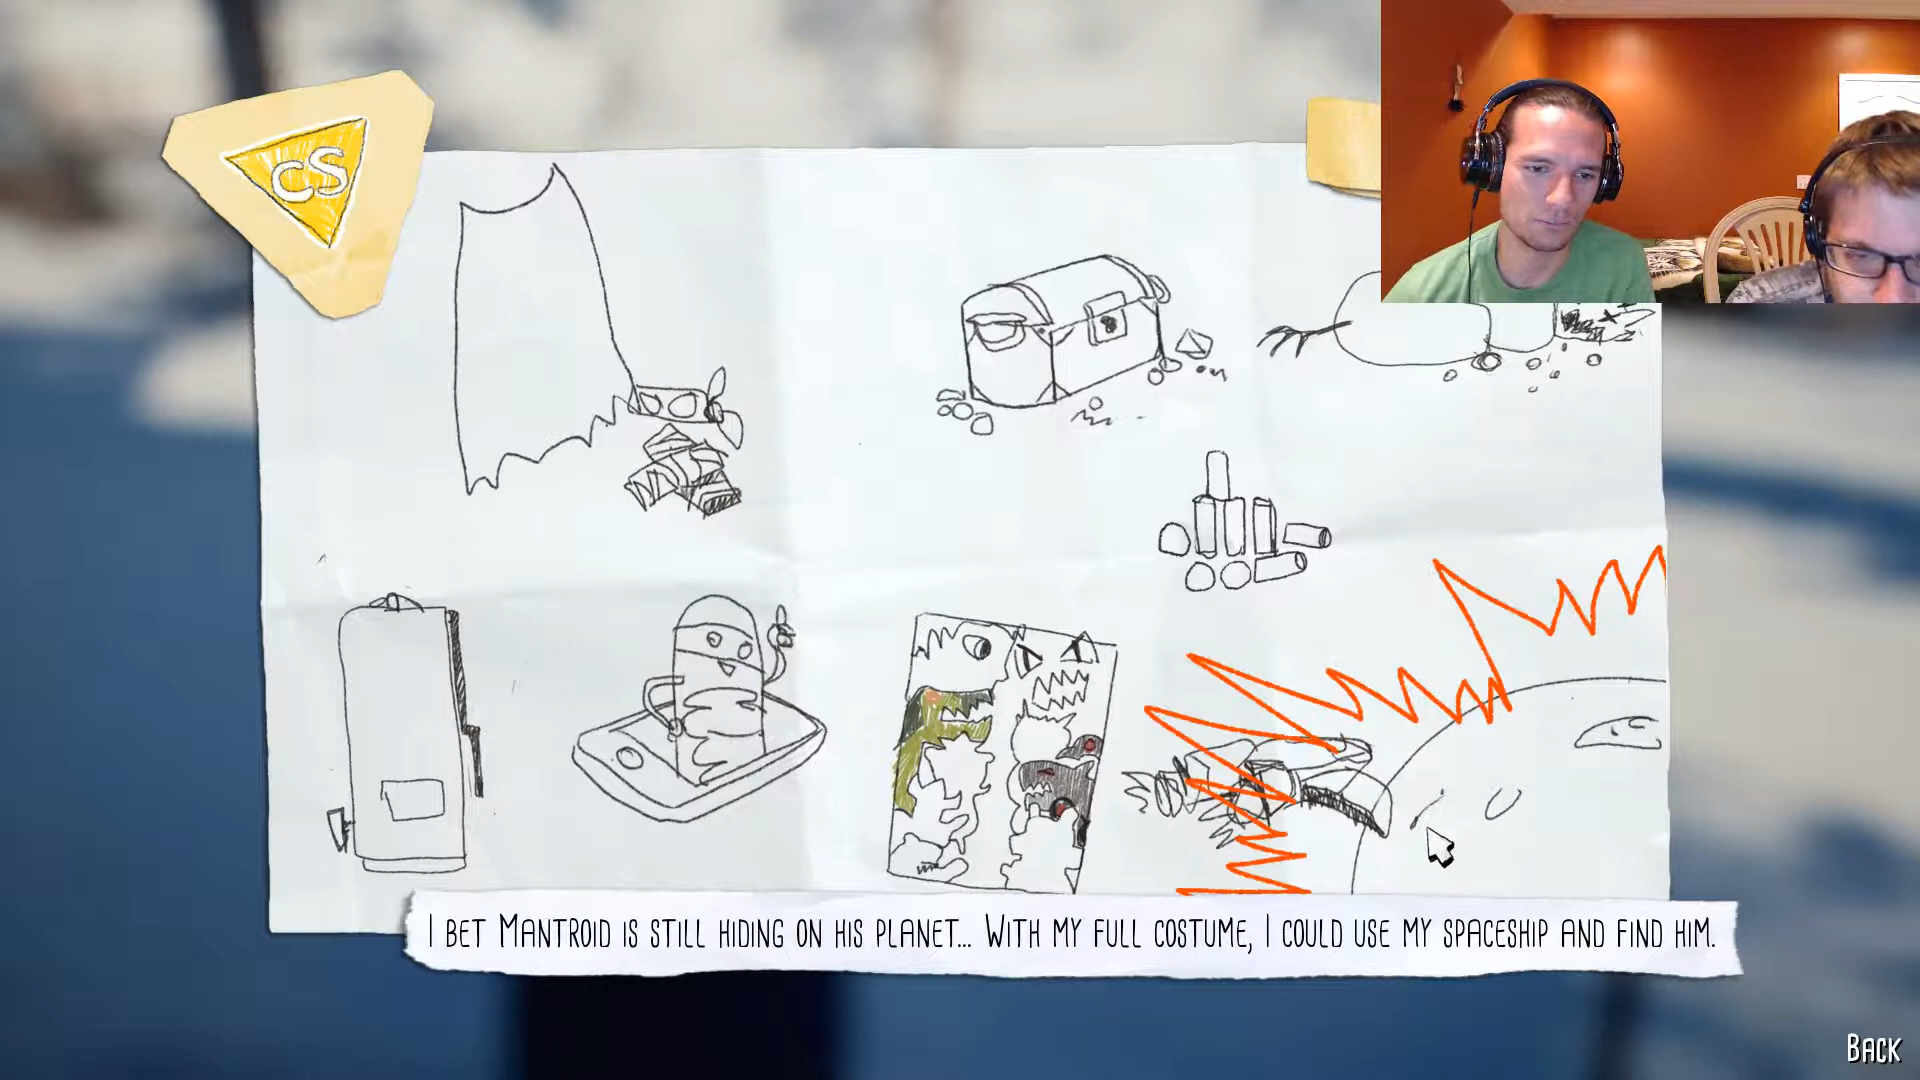 CS
I BET MANTROID IS STILL HIDING ON HIS PLANET... WITH MY FULL COSTUME, I COULD USE MY SPACESHIP AND FIND HIM.
BACK